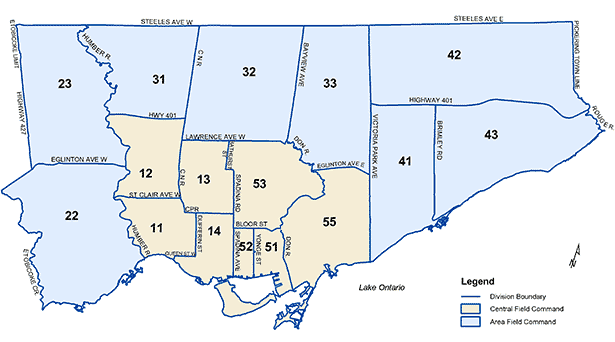 STEELES AVE W
STEELES AVE E
ETOBICOKE LIMIT
HUMBER R.
C N R
BAYVIEW AVE
PICKERING TOWN LINE
42
23
31
32
33
HIGHWAY 427
HWY 401
HIGHWAY 401
ROUGE R.
LAWRENCE AVE W
DON R.
VICTORIA PARK AVE
BRIMLEY RD
43
EGLINTON AVE W
EGLINTON AVE E
41
12
C N R
13
BATHURST ST
SPADINA RD
53
ST CLAIR AVE W
22
CPR
BLOOR ST
55
11
HUMBER R.
DUFFERIN ST
14
52
51
SPADINA AVE
YONGE ST
DON R.
QUEEN ST W
ETOBICOKE CR.
Lake Ontario
N
Legend
Division Boundary
Central Field Command
Area Field Command